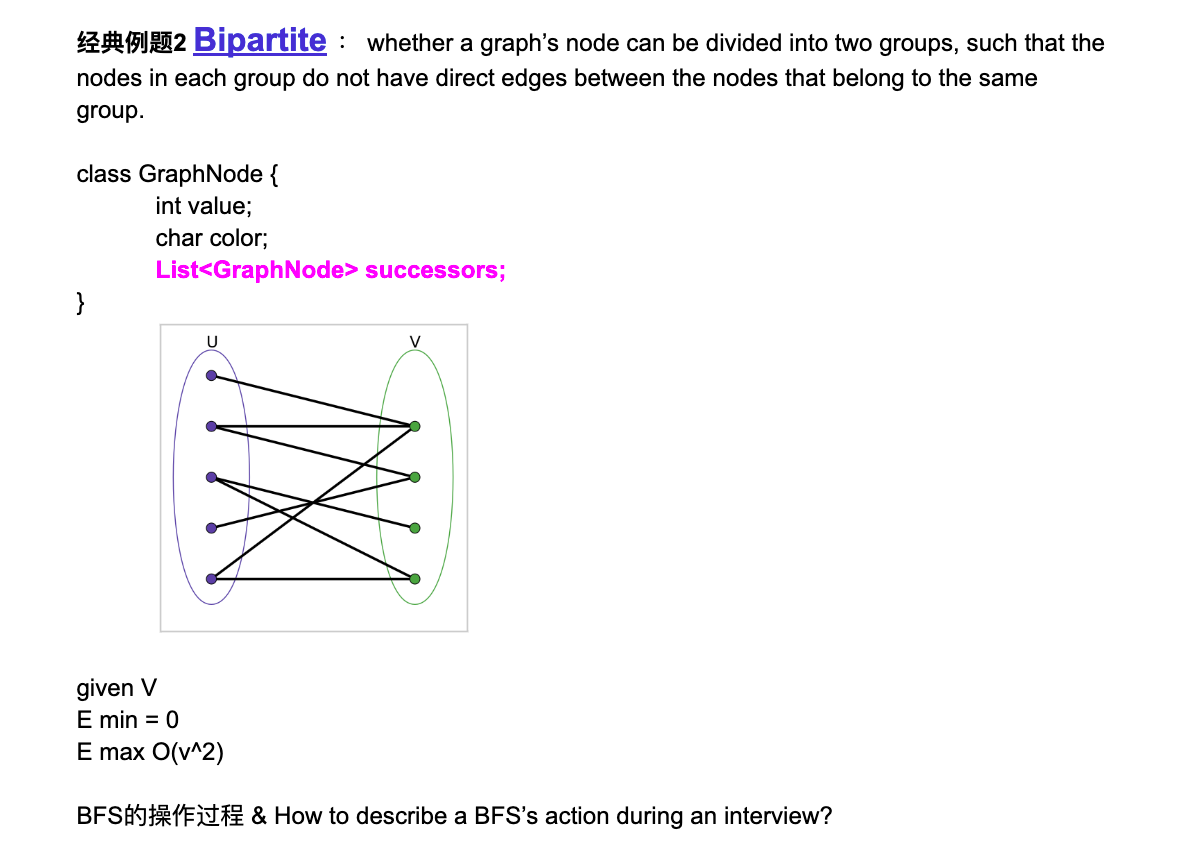 经典例题2 Bipartite： whether a graph’s node can be divided into two groups, such that the
nodes in each group do not have direct edges between the nodes that belong to the same
group.
class GraphNode {
int value;
char color;
List<GraphNode> successors;
}
U V
given V
E min = 0
E max O(v^2)
BFS的操作过程 & How to describe a BFS’s action during an interview?